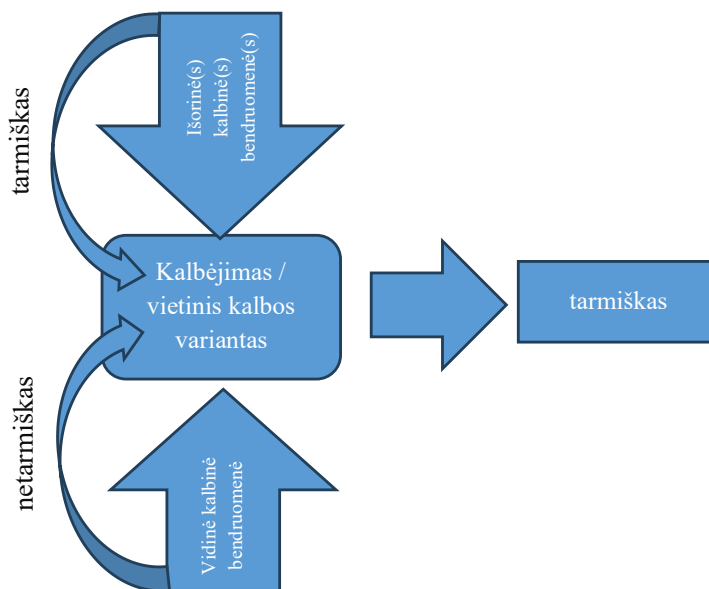 tarmiškas
Išorinė(s)
kalbinė(s)
bendruomenė(s)
Kalbėjimas /
vietinis kalbos
variantas
tarmiškas
netarmiškas
Vidinė kalbinė
bendruomenė